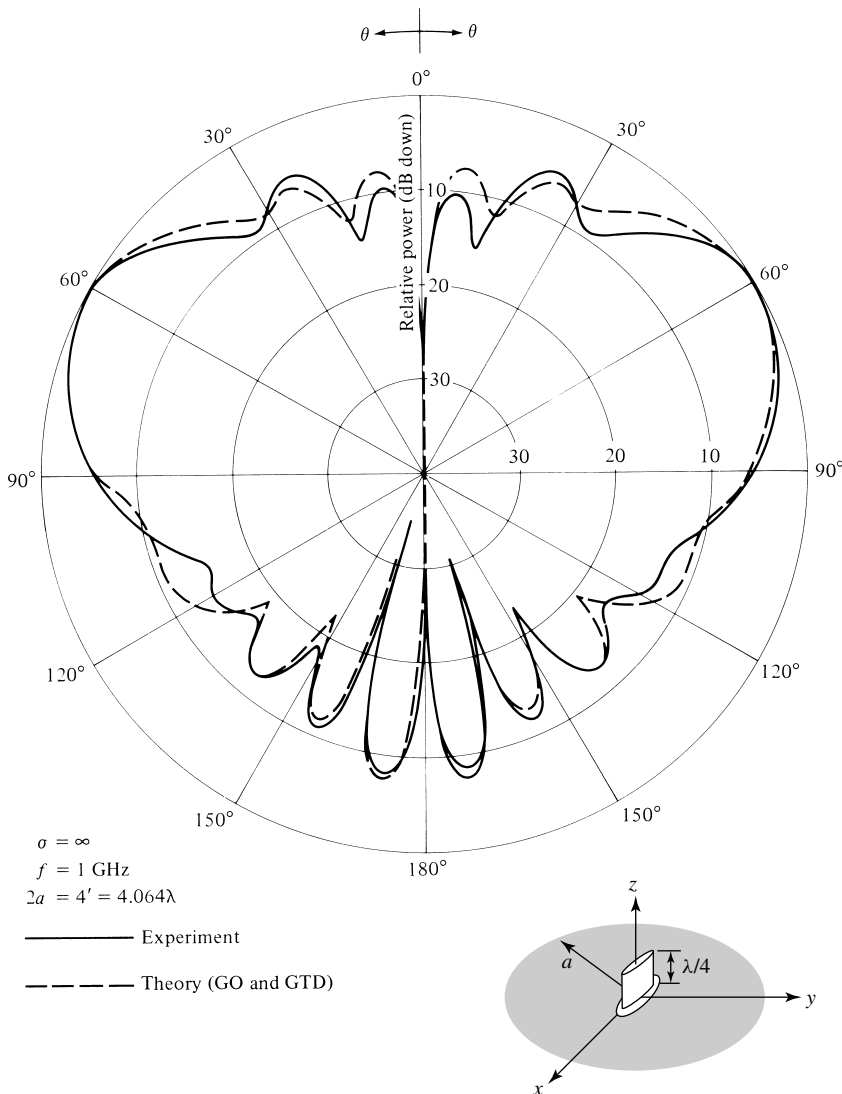 θ θ
0°
30° 30°
Relative power (dB down)
10
60° 60°
20
30
30 20 10
90° 90°
120° 120°
150° 150°
180°
σ = ∞
f = 1 GHz
2a = 4′ = 4.064λ
Experiment
Theory (GO and GTD)
z
a
λ/4
y
x